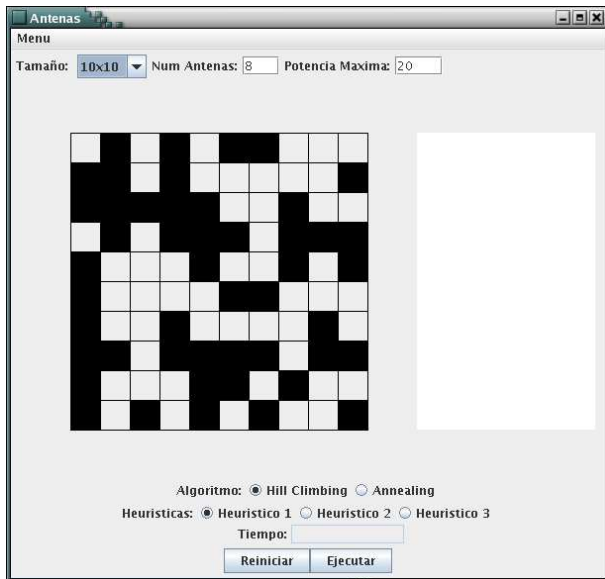 Antenas
Menu
Tamaño: 10x10 Num Antenas: 8 Potencia Maxima: 20
Algoritmo: Hill Climbing Annealing
Heuristicas: Heuristico 1 Heuristico 2 Heuristico 3
Tiempo:
Reiniciar Ejecutar